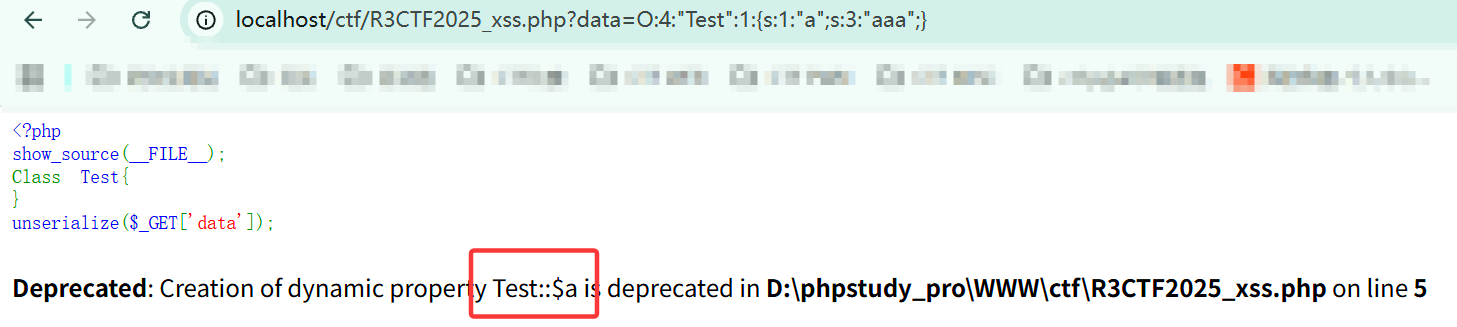 localhost/ctf/R3CTF2025_xss.php?data=O:4:"Test":1:{s:1:"a";s:3:"aaa";}
<?php
show_source(__FILE__);
Class  Test{
}
unserialize($_GET['data']);
Deprecated: Creation of dynamic property Test::$a is deprecated in D:\phpstudy_pro\WWW\ctf\R3CTF2025_xss.php on line 5